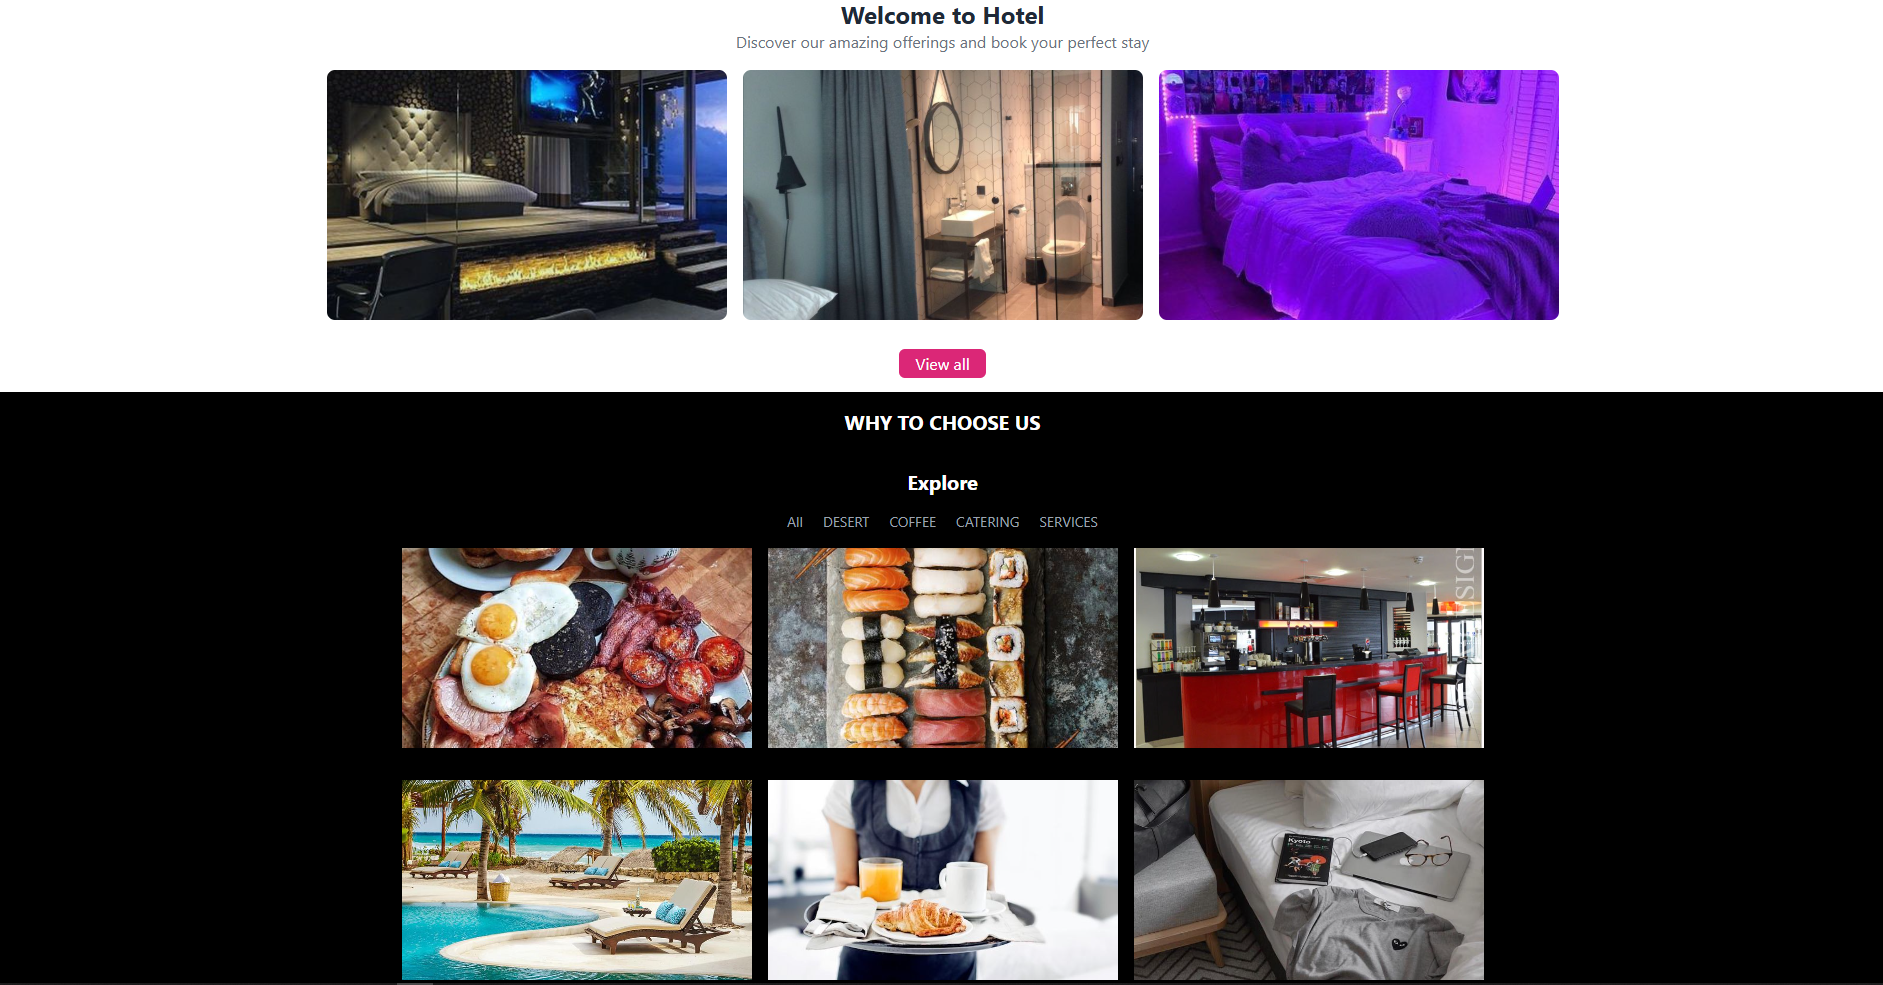 Welcome to Hotel
Discover our amazing offerings and book your perfect stay
View all
WHY TO CHOOSE US
Explore
All DESERT COFFEE CATERING SERVICES
SIG
Kyoto